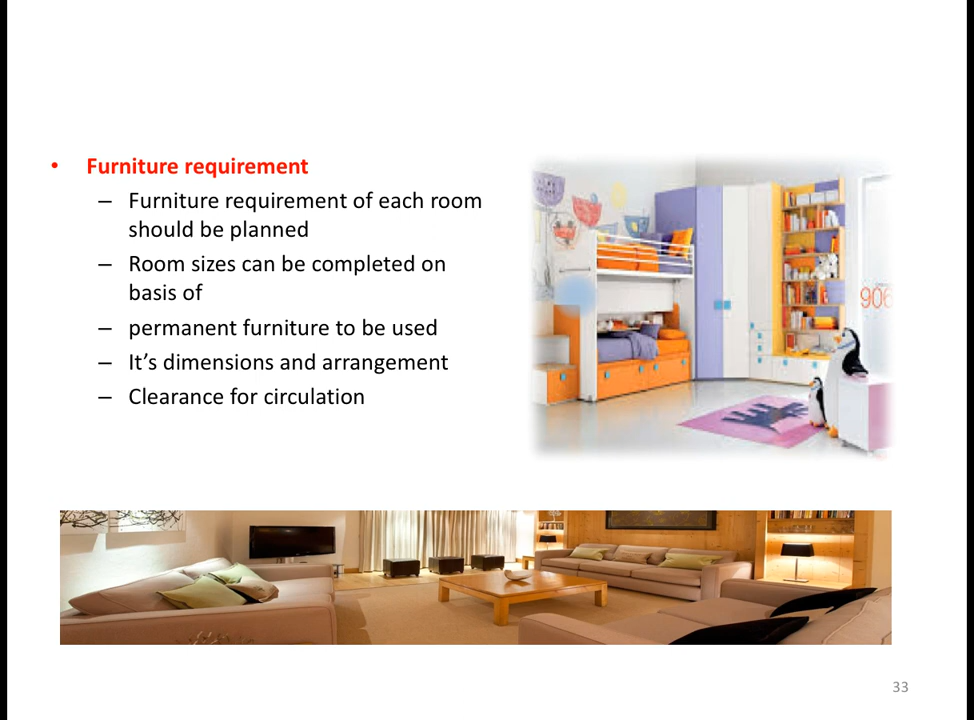 • Furniture requirement
– Furniture requirement of each room
should be planned
– Room sizes can be completed on
basis of
– permanent furniture to be used
– It’s dimensions and arrangement
– Clearance for circulation
906
33